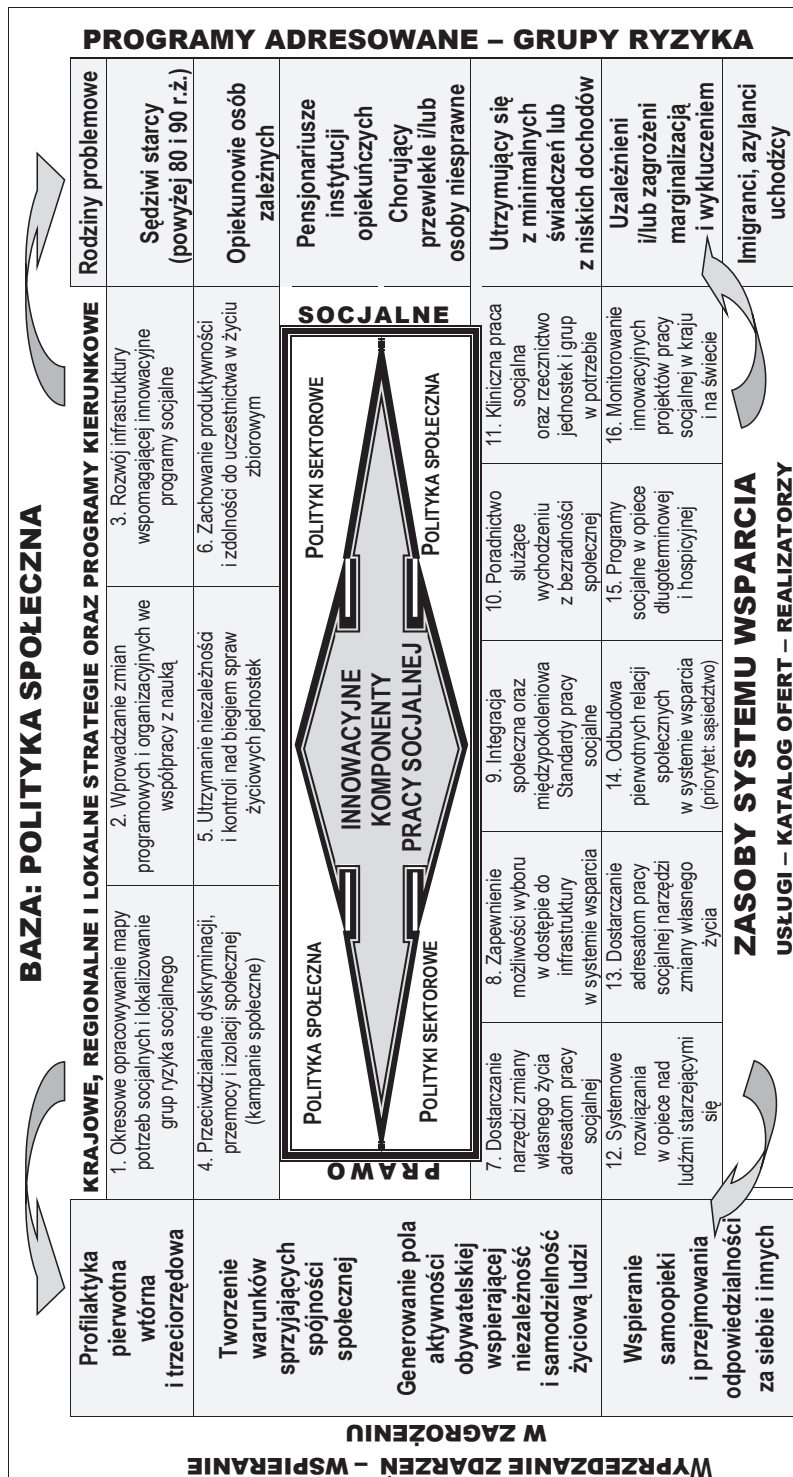 BAZA: POLITYKA SPOŁECZNA
KRAJOWE, REGIONALNE I LOKALNE STRATEGIE ORAZ PROGRAMY KIERUNKOWE
1. Okresowe opracowywanie mapy
potrzeb socjalnych i lokalizowanie
grup ryzyka socjalnego
2. Wprowadzanie zmian
programowych i organizacyjnych we
współpracy z nauką
3. Rozwój infrastruktury
wspomagającej innowacyjne
programy socjalne
4. Przeciwdziałanie dyskryminacji,
przemocy i izolacji społecznej
(kampanie społeczne)
5. Utrzymanie niezależności
i kontroli nad biegiem spraw
życiowych jednostek
6. Zachowanie produktywności
i zdolności do uczestnictwa w życiu
zbiorowym
PRAWO
SOCJALNE
POLITYKA SPOŁECZNA
POLITYKI SEKTOROWE
INNOWACYJNE
KOMPONENTY
PRACY SOCJALNEJ
POLITYKI SEKTOROWE
POLITYKA SPOŁECZNA
7. Dostarczanie
narzędzi zmiany
własnego życia
adresatom pracy
socjalnej
8. Zapewnienie
możliwości wyboru
w dostępie do
infrastruktury
w systemie wsparcia
9. Integracja
społeczna oraz
międzypokoleniowa
Standardy pracy
socjalne
10. Poradnictwo
służące
wychodzeniu
z bezradności
społecznej
11. Kliniczna praca
socjalna
oraz rzecznictwo
jednostek i grup
w potrzebie
12. Systemowe
rozwiązania
w opiece nad
ludźmi starzejącymi
się
13. Dostarczanie
adresatom pracy
socjalnej narzędzi
zmiany własnego
życia
14. Odbudowa
pierwotnych relacji
społecznych
w systemie wsparcia
(priorytet: sąsiedztwo)
15. Programy
socjalne w opiece
długoterminowej
i hospicyjnej
16. Monitorowanie
innowacyjnych
projektów pracy
socjalnej w kraju
i na świecie
ZASOBY SYSTEMU WSPARCIA
USŁUGI – KATALOG OFERT – REALIZATORZY
WYPRZEDZANIE ZDARZEŃ – WSPIERANIE
W ZAGROŻENIU
Profilaktyka
pierwotna
wtórna
i trzeciorzędowa
Tworzenie
warunków
sprzyjających
spójności
społecznej
Generowanie pola
aktywności
obywatelskiej
wspierającej
niezależność
i samodzielność
życiową ludzi
Wspieranie
samoopieki
i przejmowania
odpowiedzialności
za siebie i innych
PROGRAMY ADRESOWANE – GRUPY RYZYKA
Rodziny problemowe
Sędziwi starcy
(powyżej 80 i 90 r.ż.)
Opiekunowie osób
zależnych
Pensjonariusze
instytucji
opiekuńczych
Chorujący
przewlekle i/lub
osoby niesprawne
Utrzymujący się
z minimalnych
świadczeń lub
z niskich dochodów
Uzależnieni
i/lub zagrożeni
marginalizacją
i wykluczeniem
Imigranci, azylanci
uchodźcy